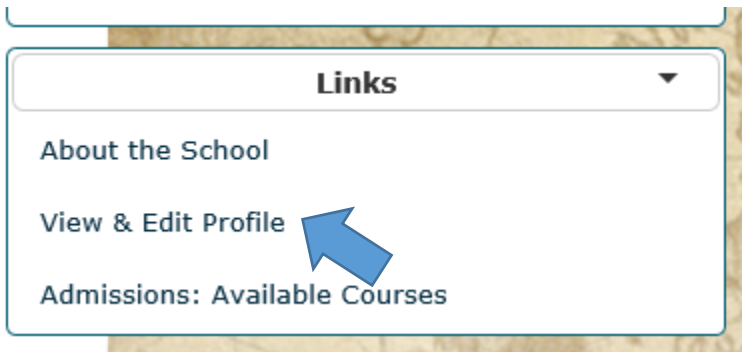 Links
About the School
View & Edit Profile
Admissions: Available Courses